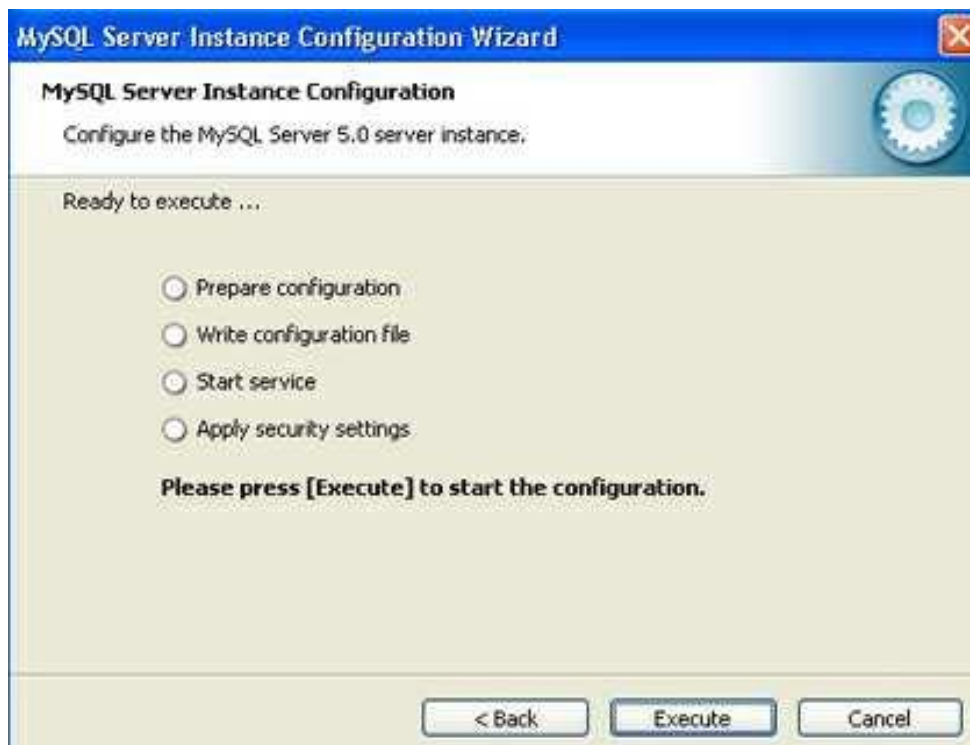 MySQL Server Instance Configuration Wizard
MySQL Server Instance Configuration
Configure the MySQL Server 5.0 server instance.
Ready to execute ...
Prepare configuration
Write configuration file
Start service
Apply security settings
Please press [Execute] to start the configuration.
< Back
Execute
Cancel